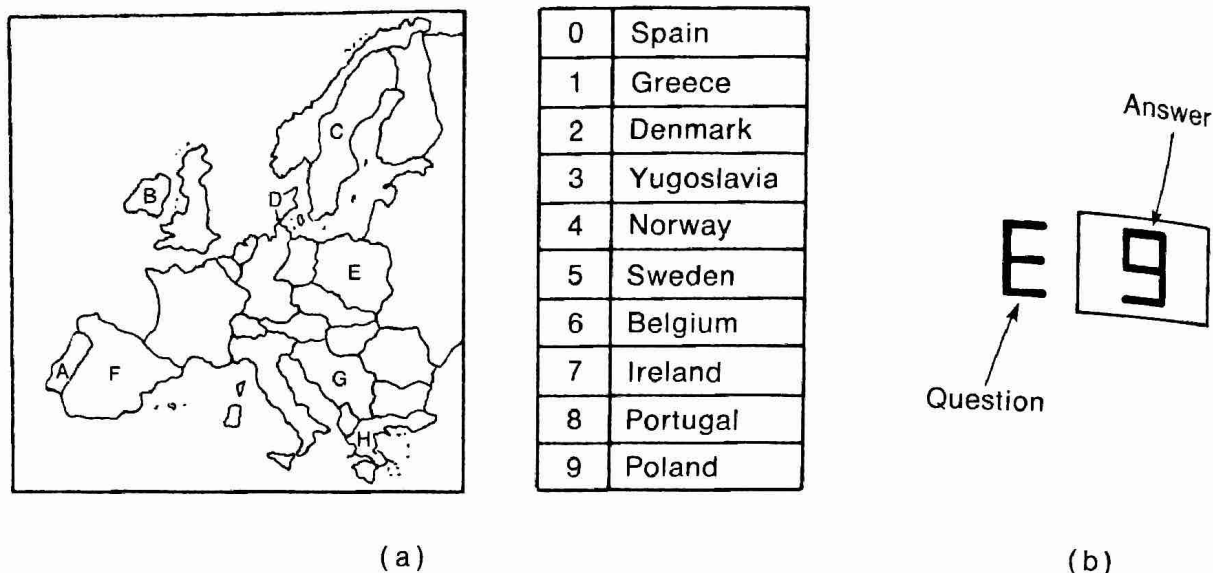 C
B
D
E
A
F
G
H
0 Spain
1 Greece
2 Denmark
3 Yugoslavia
4 Norway
5 Sweden
6 Belgium
7 Ireland
8 Portugal
9 Poland
Answer
E 9
Question
(a)
(b)